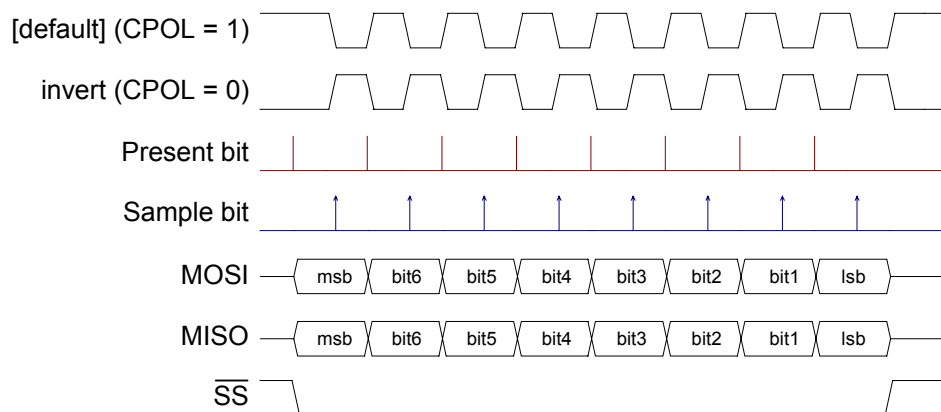 [default] (CPOL = 1)
invert (CPOL = 0)
Present bit
Sample bit
MOSI msb bit6 bit5 bit4 bit3 bit2 bit1 lsb
MISO msb bit6 bit5 bit4 bit3 bit2 bit1 lsb
S̅S̅